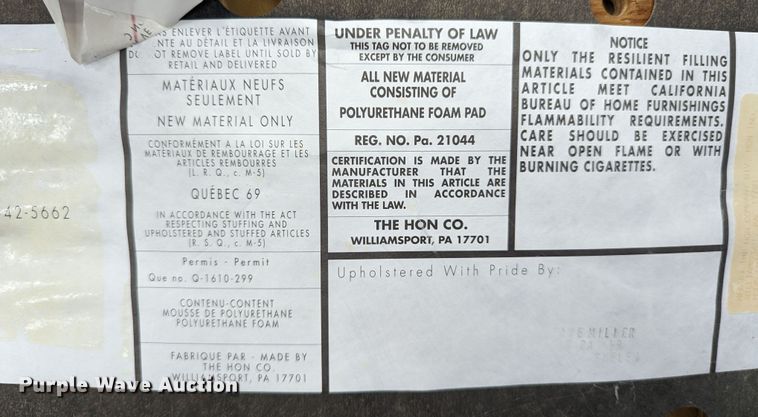 42-5662
ENLEVER L'ÉTIQUETTE AVANT
NTE AU DÉTAIL ET LA LIVRAISON
OT REMOVE LABEL UNTIL SOLD BY
RETAIL AND DELIVERED
MATÉRIAUX NEUFS
SEULEMENT
NEW MATERIAL ONLY
CONFORMÉMENT A LA LOI SUR LES
MATÉRIAUX DE REMBOURRAGE ET LES
ARTICLES REMBOURRÉS
(L. R. Q., c. M-5)
QUÉBEC 69
IN ACCORDANCE WITH THE ACT
RESPECTING STUFFING AND
UPHOLSTERED AND STUFFED ARTICLES
(R. S. Q., c. M-5)
Permis - Permit
Que no. Q-1610-299
CONTENU-CONTENT
MOUSSE DE POLYURETHANE
POLYURETHANE FOAM
FABRIQUE PAR - MADE BY
THE HON CO.
WILLIAMSPORT, PA 17701
UNDER PENALTY OF LAW
THIS TAG NOT TO BE REMOVED
EXCEPT BY THE CONSUMER
ALL NEW MATERIAL
CONSISTING OF
POLYURETHANE FOAM PAD
REG. NO. Pa. 21044
CERTIFICATION IS MADE BY THE
MANUFACTURER THAT THE
MATERIALS IN THIS ARTICLE ARE
DESCRIBED IN ACCORDANCE
WITH THE LAW.
THE HON CO.
WILLIAMSPORT, PA 17701
NOTICE
ONLY THE RESILIENT FILLING
MATERIALS CONTAINED IN THIS
ARTICLE MEET CALIFORNIA
BUREAU OF HOME FURNISHINGS
FLAMMABILITY REQUIREMENTS.
CARE SHOULD BE EXERCISED
NEAR OPEN FLAME OR WITH
BURNING CIGARETTES.
Upholstered With Pride By:
MILLER
Purple Wave Auction